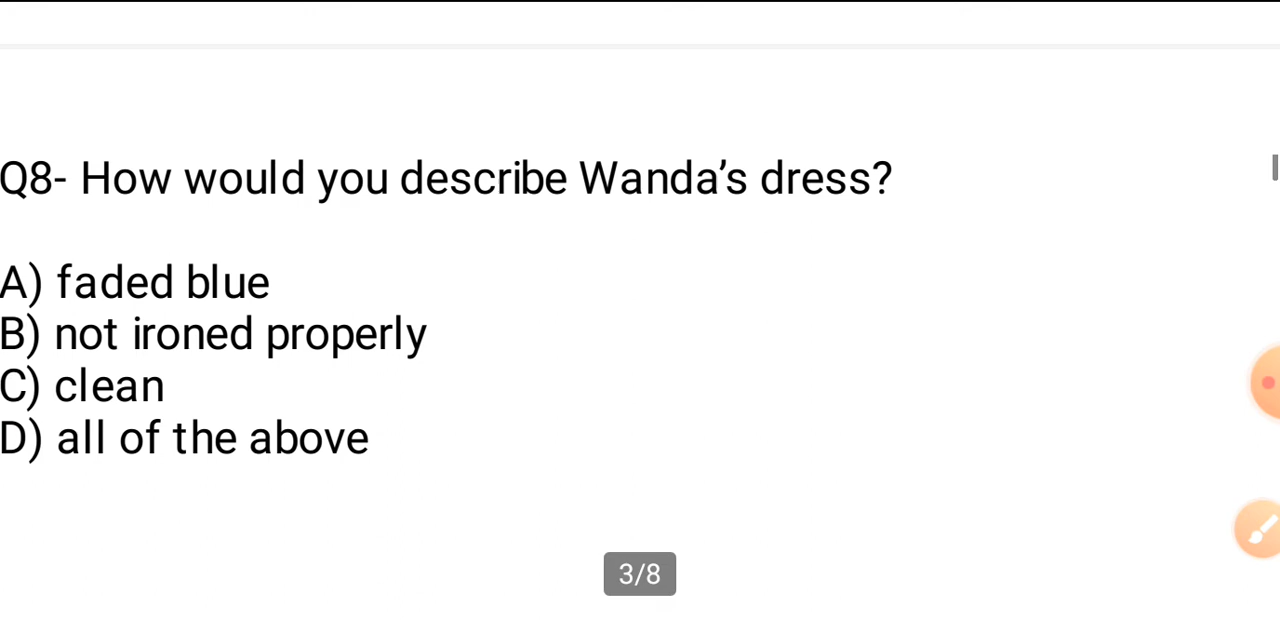 Q8- How would you describe Wanda’s dress?
A) faded blue
B) not ironed properly
C) clean
D) all of the above
3/8